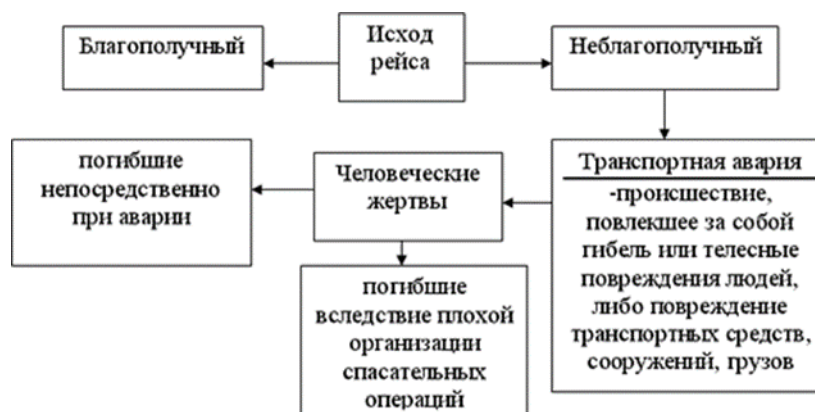 Благополучный
Исход
рейса
Неблагополучный
погибшие
непосредственно
при аварии
Человеческие
жертвы
Транспортная авария
-происшествие,
повлекшее за собой
гибель или телесные
повреждения людей,
либо повреждение
транспортных средств,
сооружений, грузов
погибшие
вследствие плохой
организации
спасательных
операций